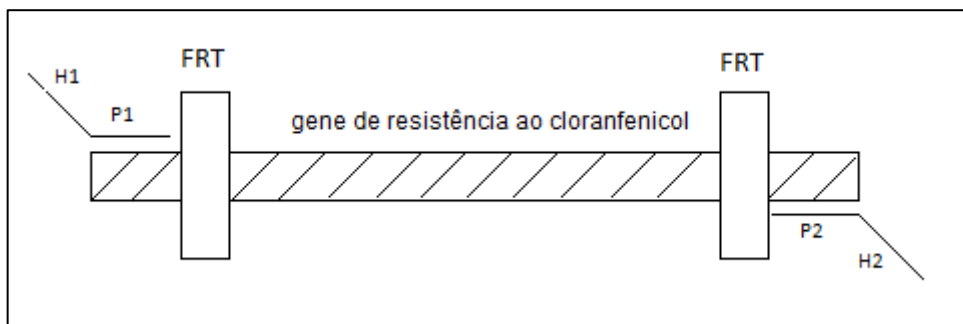 FRT
FRT
H1
P1
gene de resistência ao cloranfenicol
P2
H2